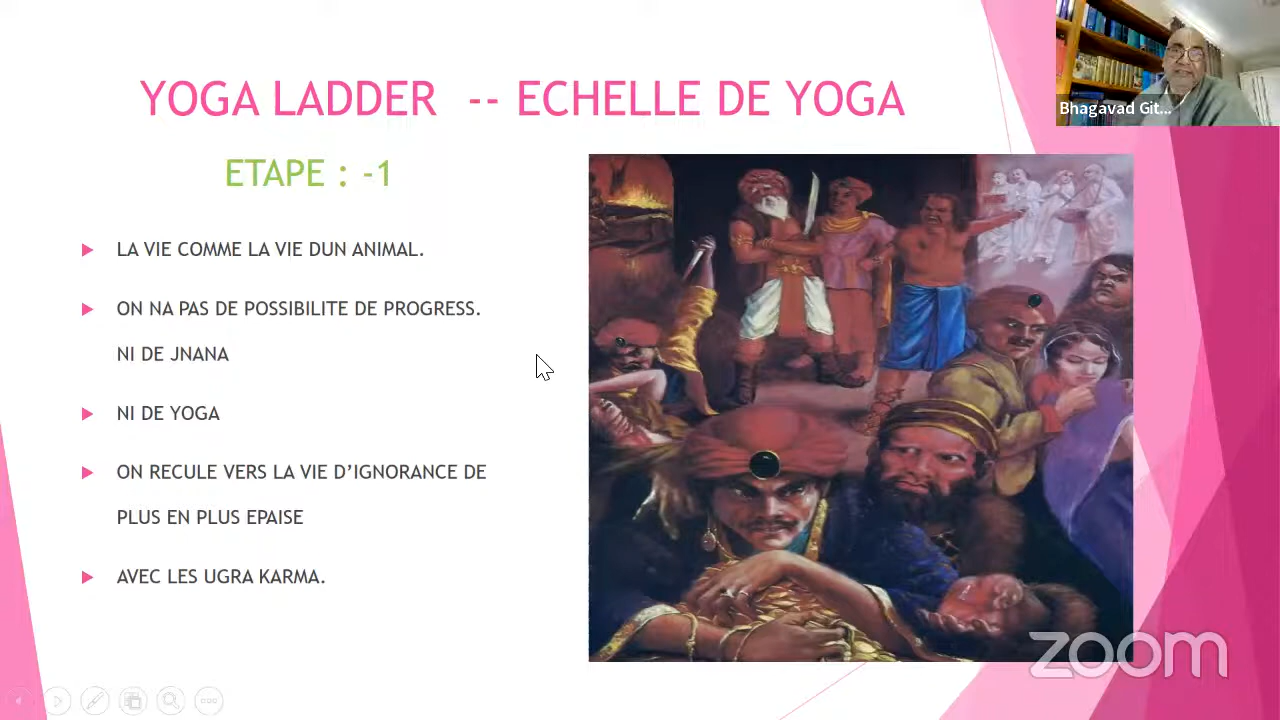 YOGA LADDER -- ECHELLE DE YOGA
ETAPE : -1
LA VIE COMME LA VIE DUN ANIMAL.
ON NA PAS DE POSSIBILITE DE PROGRESS.
NI DE JNANA
NI DE YOGA
ON RECULE VERS LA VIE D’IGNORANCE DE
PLUS EN PLUS EPAISE
AVEC LES UGRA KARMA.
Bhagavad Git...
zoom